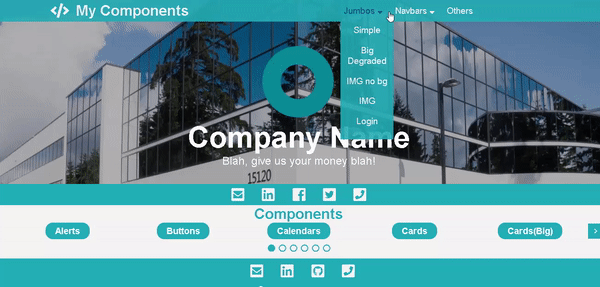 </> My Components
Jumbos
Navbars
Others
Simple
Big
Degraded
IMG no bg
IMG
Login
Company Name
Blah, give us your money blah!
15120
Components
Alerts
Buttons
Calendars
Cards
Cards(Big)